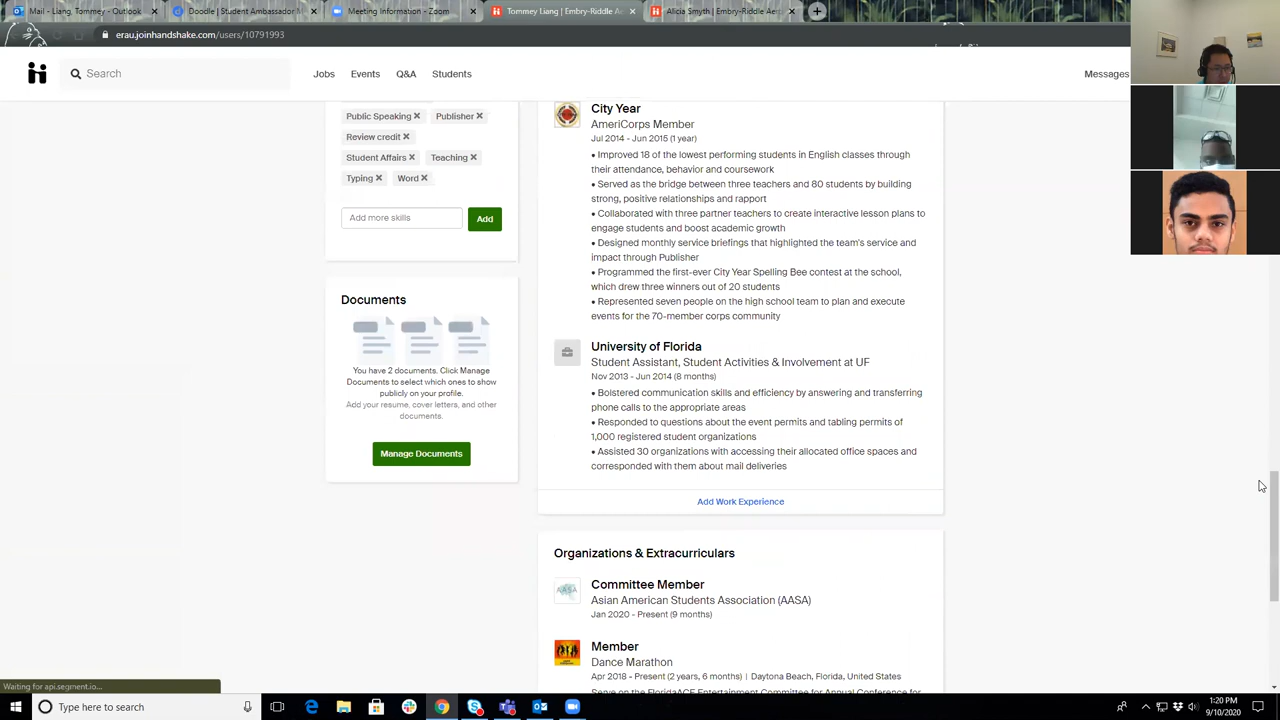 Mail - Liang, Tommey - Outlook
Doodle | Student Ambassador M
Meeting Information - Zoom
Tommey Liang | Embry-Riddle Ae
Alicia Smyth | Embry-Riddle Aer
erau.joinhandshake.com/users/10791993
Search
Jobs
Events
Q&A
Students
Messages
Public Speaking
Publisher
Review credit
Student Affairs
Teaching
Typing
Word
Add more skills
Add
Documents
You have 2 documents. Click Manage
Documents to select which ones to show
publicly on your profile.
Add your resume, cover letters, and other
documents.
Manage Documents
City Year
AmeriCorps Member
Jul 2014 - Jun 2015 (1 year)
• Improved 18 of the lowest performing students in English classes through
their attendance, behavior and coursework
• Served as the bridge between three teachers and 80 students by building
strong, positive relationships and rapport
• Collaborated with three partner teachers to create interactive lesson plans to
engage students and boost academic growth
• Designed monthly service briefings that highlighted the team's service and
impact through Publisher
• Programmed the first-ever City Year Spelling Bee contest at the school,
which drew three winners out of 20 students
• Represented seven people on the high school team to plan and execute
events for the 70-member corps community
University of Florida
Student Assistant, Student Activities & Involvement at UF
Nov 2013 - Jun 2014 (8 months)
• Bolstered communication skills and efficiency by answering and transferring
phone calls to the appropriate areas
• Responded to questions about the event permits and tabling permits of
1,000 registered student organizations
• Assisted 30 organizations with accessing their allocated office spaces and
corresponded with them about mail deliveries
Add Work Experience
Organizations & Extracurriculars
AASA
Committee Member
Asian American Students Association (AASA)
Jan 2020 - Present (9 months)
Member
Dance Marathon
Apr 2018 - Present (2 years, 6 months) | Daytona Beach, Florida, United States
Serve on the FloridaACE Entertainment Committee for Annual Conference for
Waiting for api.segment.io...
Type here to search
1:20 PM
9/10/2020